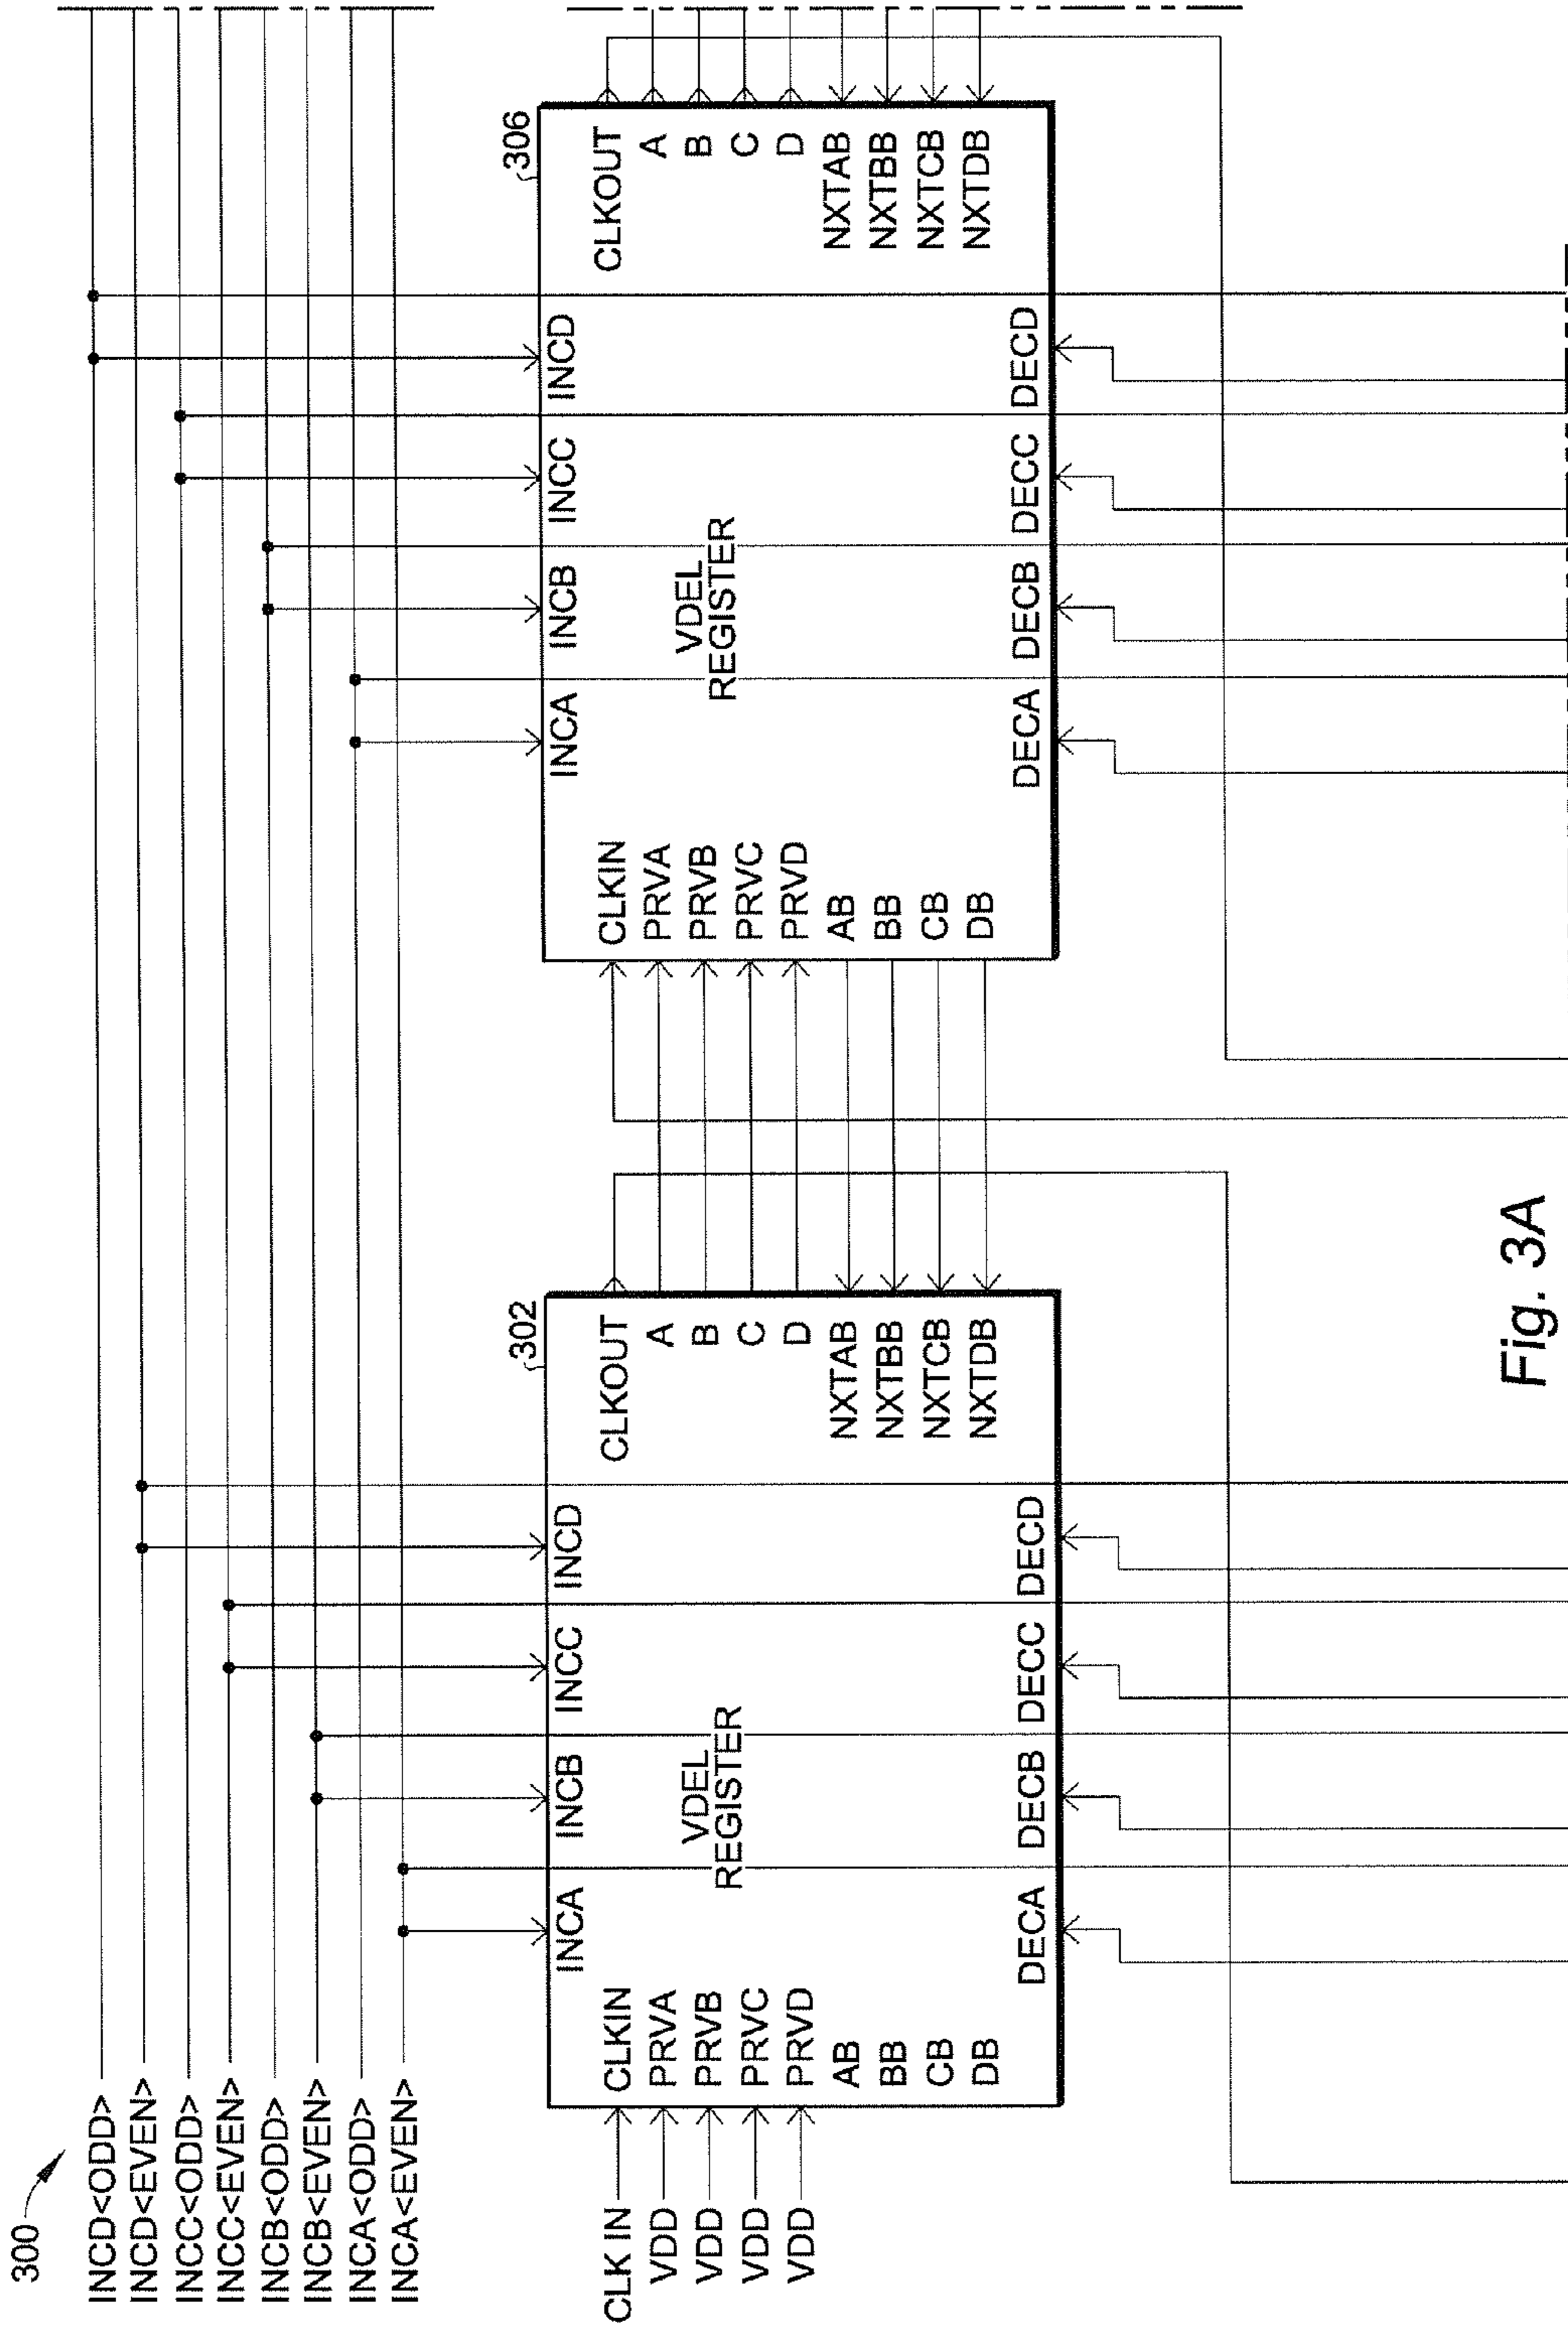 300
INCD<ODD>
INCD<EVEN>
INCC<ODD>
INCC<EVEN>
INCB<ODD>
INCB<EVEN>
INCA<ODD>
INCA<EVEN>
CLK IN
VDD
VDD
VDD
VDD
302
CLKIN
PRVA
PRVB
PRVC
PRVD
AB
BB
CB
DB
INCA
INCB
INCC
INCD
VDEL
REGISTER
DECA
DECB
DECC
DECD
CLKOUT
A
B
C
D
NXTAB
NXTBB
NXTCB
NXTDB
306
CLKIN
PRVA
PRVB
PRVC
PRVD
AB
BB
CB
DB
INCA
INCB
INCC
INCD
VDEL
REGISTER
DECA
DECB
DECC
DECD
CLKOUT
A
B
C
D
NXTAB
NXTBB
NXTCB
NXTDB
Fig. 3A